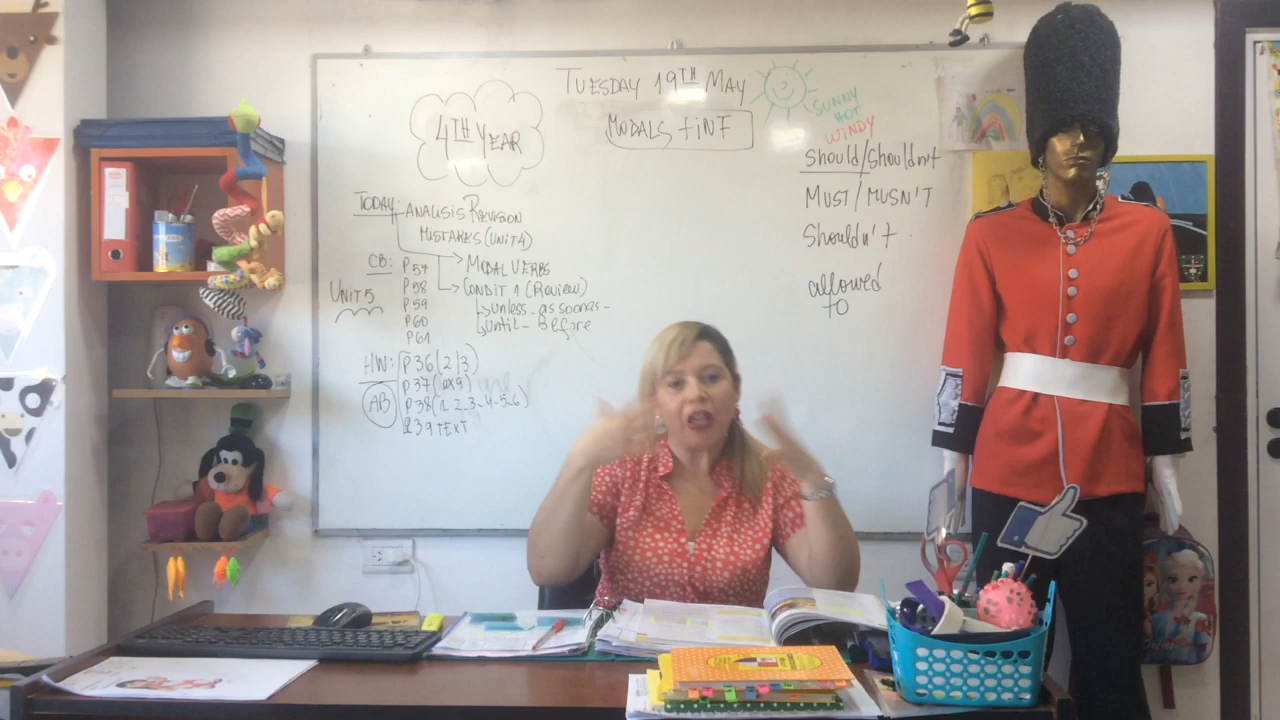 TUESDAY 19TH MAY
MODALS + INF
4TH YEAR
SUNNY
HOT
WINDY
TODAY: ANALISIS REVISION
MISTAKES (UNIT 4)
MODAL VERBS
CONDIT 1 (REVIEW)
unless - as soon as -
until - Before
UNIT 5
CB: P57
P58
P59
P60
P61
HW: P36 (2/3)
AB
P37 (ex9)
P38 (1-2-3-4-5-6)
P39 TEXT
should/shouldn't
MUST / MUSN'T
Shouldn't
allowed
to